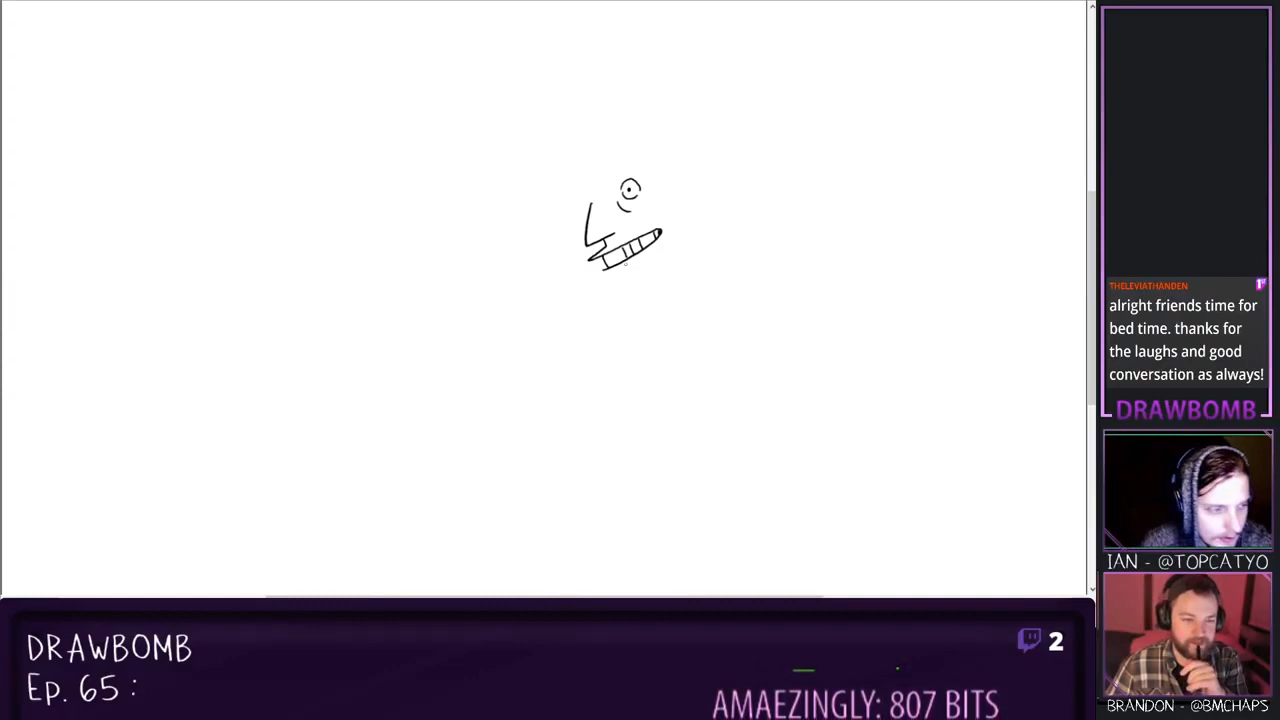 THELEVIATHANDEN
alright friends time for
bed time. thanks for
the laughs and good
conversation as always!
DRAWBOMB
IAN - @TOPCATYO
BRANDON - @BMCHAPS
DRAWBOMB
Ep. 65 :
2
AMAEZINGLY: 807 BITS